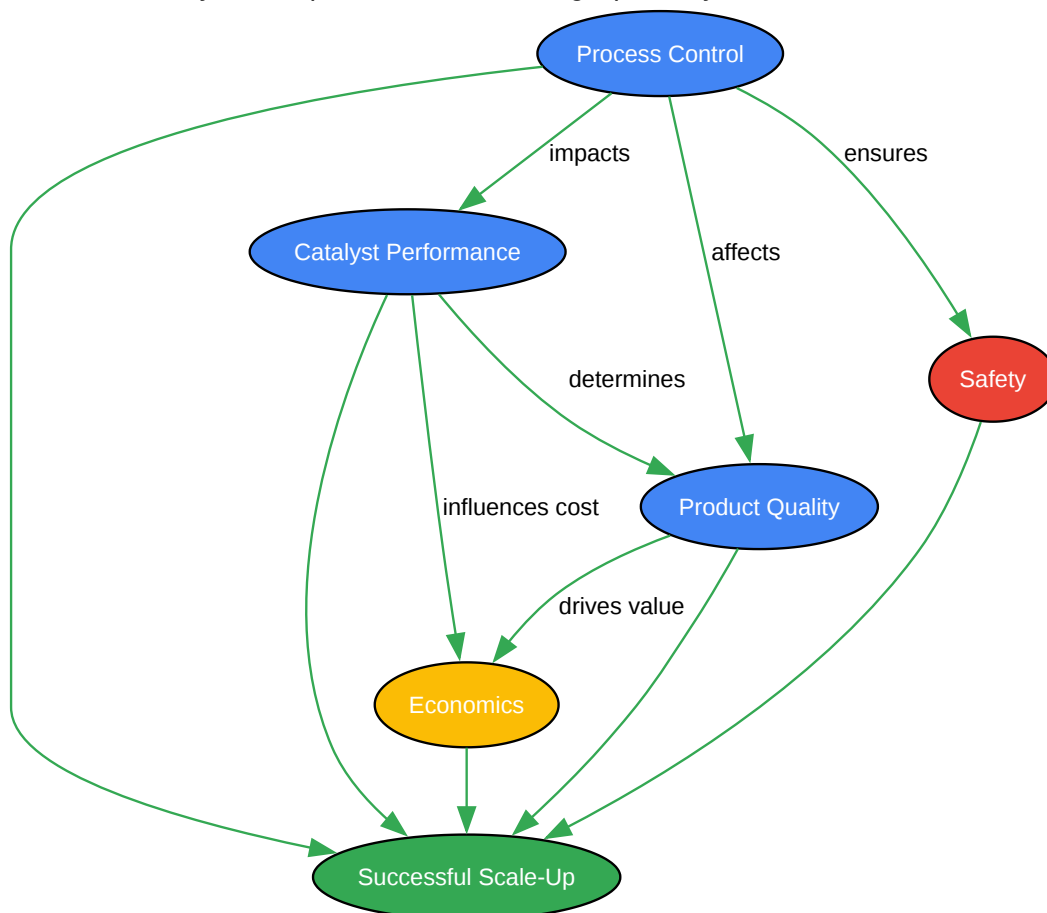 Process Control
impacts
ensures
Catalyst Performance
affects
Safety
determines
Product Quality
influences cost
drives value
Economics
Successful Scale-Up